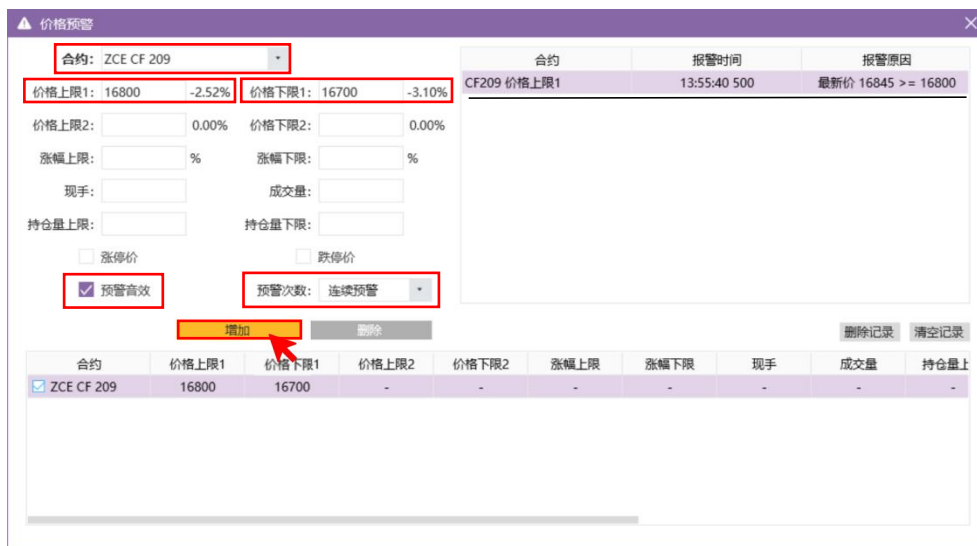 价格预警
合约: ZCE CF 209
价格上限1: 16800 -2.52% 价格下限1: 16700 -3.10%
价格上限2: 0.00% 价格下限2: 0.00%
涨幅上限: % 涨幅下限: %
现手: 成交量:
持仓量上限: 持仓量下限:
涨停价 跌停价
预警音效 预警次数: 连续预警
增加 删除
合约 报警时间 报警原因
CF209 价格上限1 13:55:40 500 最新价 16845 >= 16800
删除记录 清空记录
合约 价格上限1 价格下限1 价格上限2 价格下限2 涨幅上限 涨幅下限 现手 成交量 持仓量上
ZCE CF 209 16800 16700 - - - - - - -